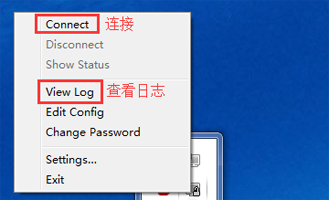 Connect 连接
Disconnect
Show Status
View Log 查看日志
Edit Config
Change Password
Settings...
Exit